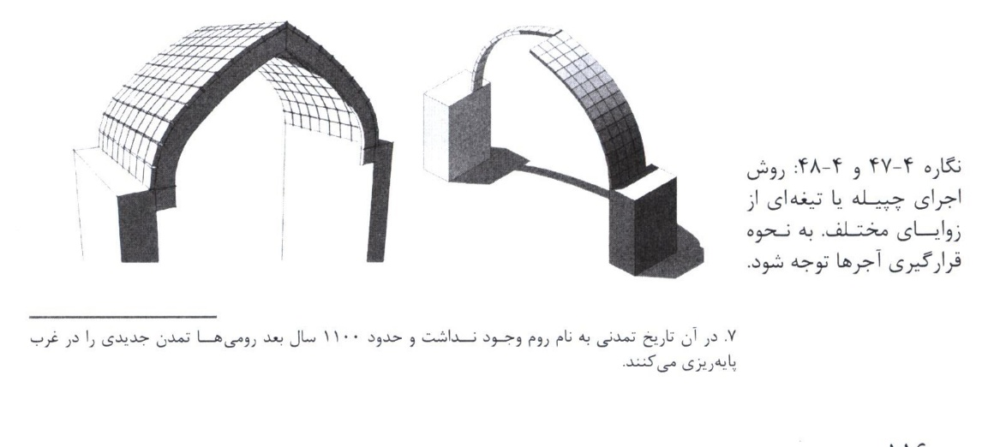 نگاره ۴-۴۷ و ۴-۴۸: روش
اجرای چپیله یا تیغه‌ای از
زوایای مختلف. به نحوه
قرارگیری آجرها توجه شود.
۷. در آن تاریخ تمدنی به نام روم وجود نداشت و حدود ۱۱۰۰ سال بعد رومی‌ها تمدن جدیدی را در غرب
پایه‌ریزی می‌کنند.